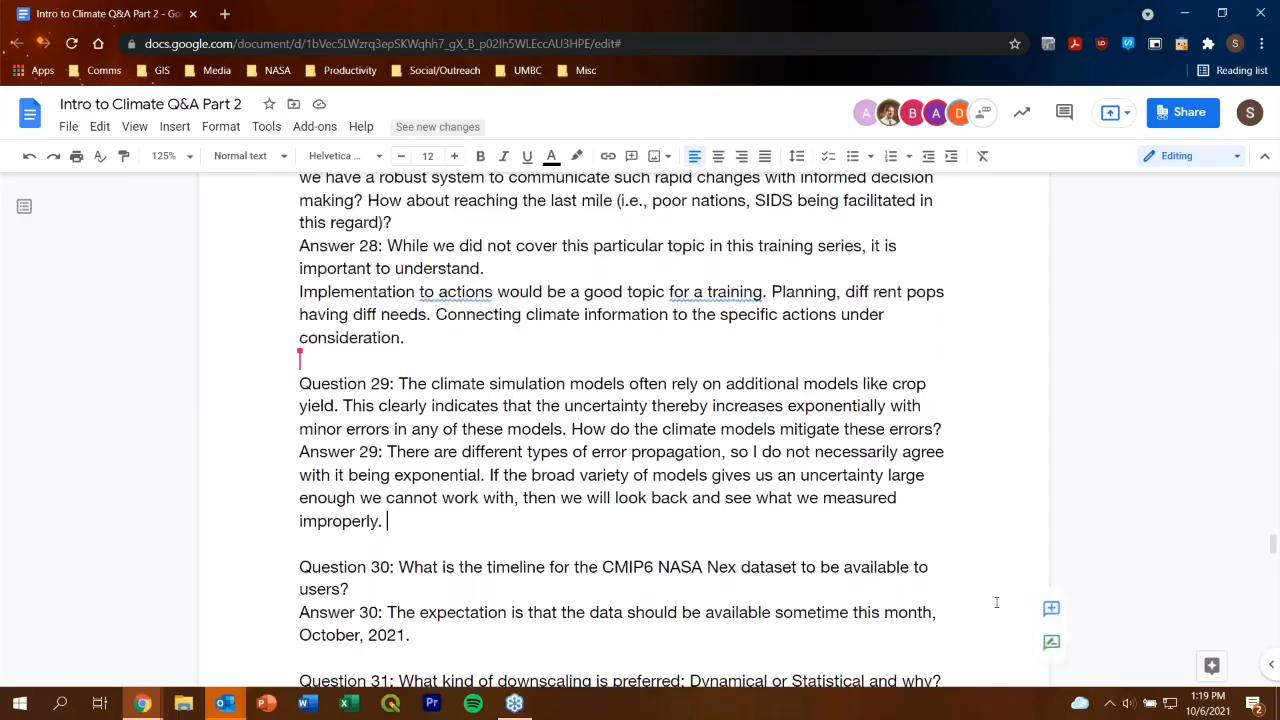 Intro to Climate Q&A Part 2 - Go
docs.google.com/document/d/1bVec5LWzrq3epSKWqhh7_gX_B_p02Ih5WLEccAU3HPE/edit#
S
Apps Comms GIS Media NASA Productivity Social/Outreach UMBC Misc Reading list
Intro to Climate Q&A Part 2
A B A D Share S
File Edit View Insert Format Tools Add-ons Help See new changes
125% Normal text Helvetica ... 12 B I U A Editing
we have a robust system to communicate such rapid changes with informed decision
making? How about reaching the last mile (i.e., poor nations, SIDS being facilitated in
this regard)?
Answer 28: While we did not cover this particular topic in this training series, it is
important to understand.
Implementation to actions would be a good topic for a training. Planning, diff rent pops
having diff needs. Connecting climate information to the specific actions under
consideration.
Question 29: The climate simulation models often rely on additional models like crop
yield. This clearly indicates that the uncertainty thereby increases exponentially with
minor errors in any of these models. How do the climate models mitigate these errors?
Answer 29: There are different types of error propagation, so I do not necessarily agree
with it being exponential. If the broad variety of models gives us an uncertainty large
enough we cannot work with, then we will look back and see what we measured
improperly.
Question 30: What is the timeline for the CMIP6 NASA Nex dataset to be available to
users?
Answer 30: The expectation is that the data should be available sometime this month,
October, 2021.
Question 31: What kind of downscaling is preferred: Dynamical or Statistical and why?
1:19 PM
10/6/2021